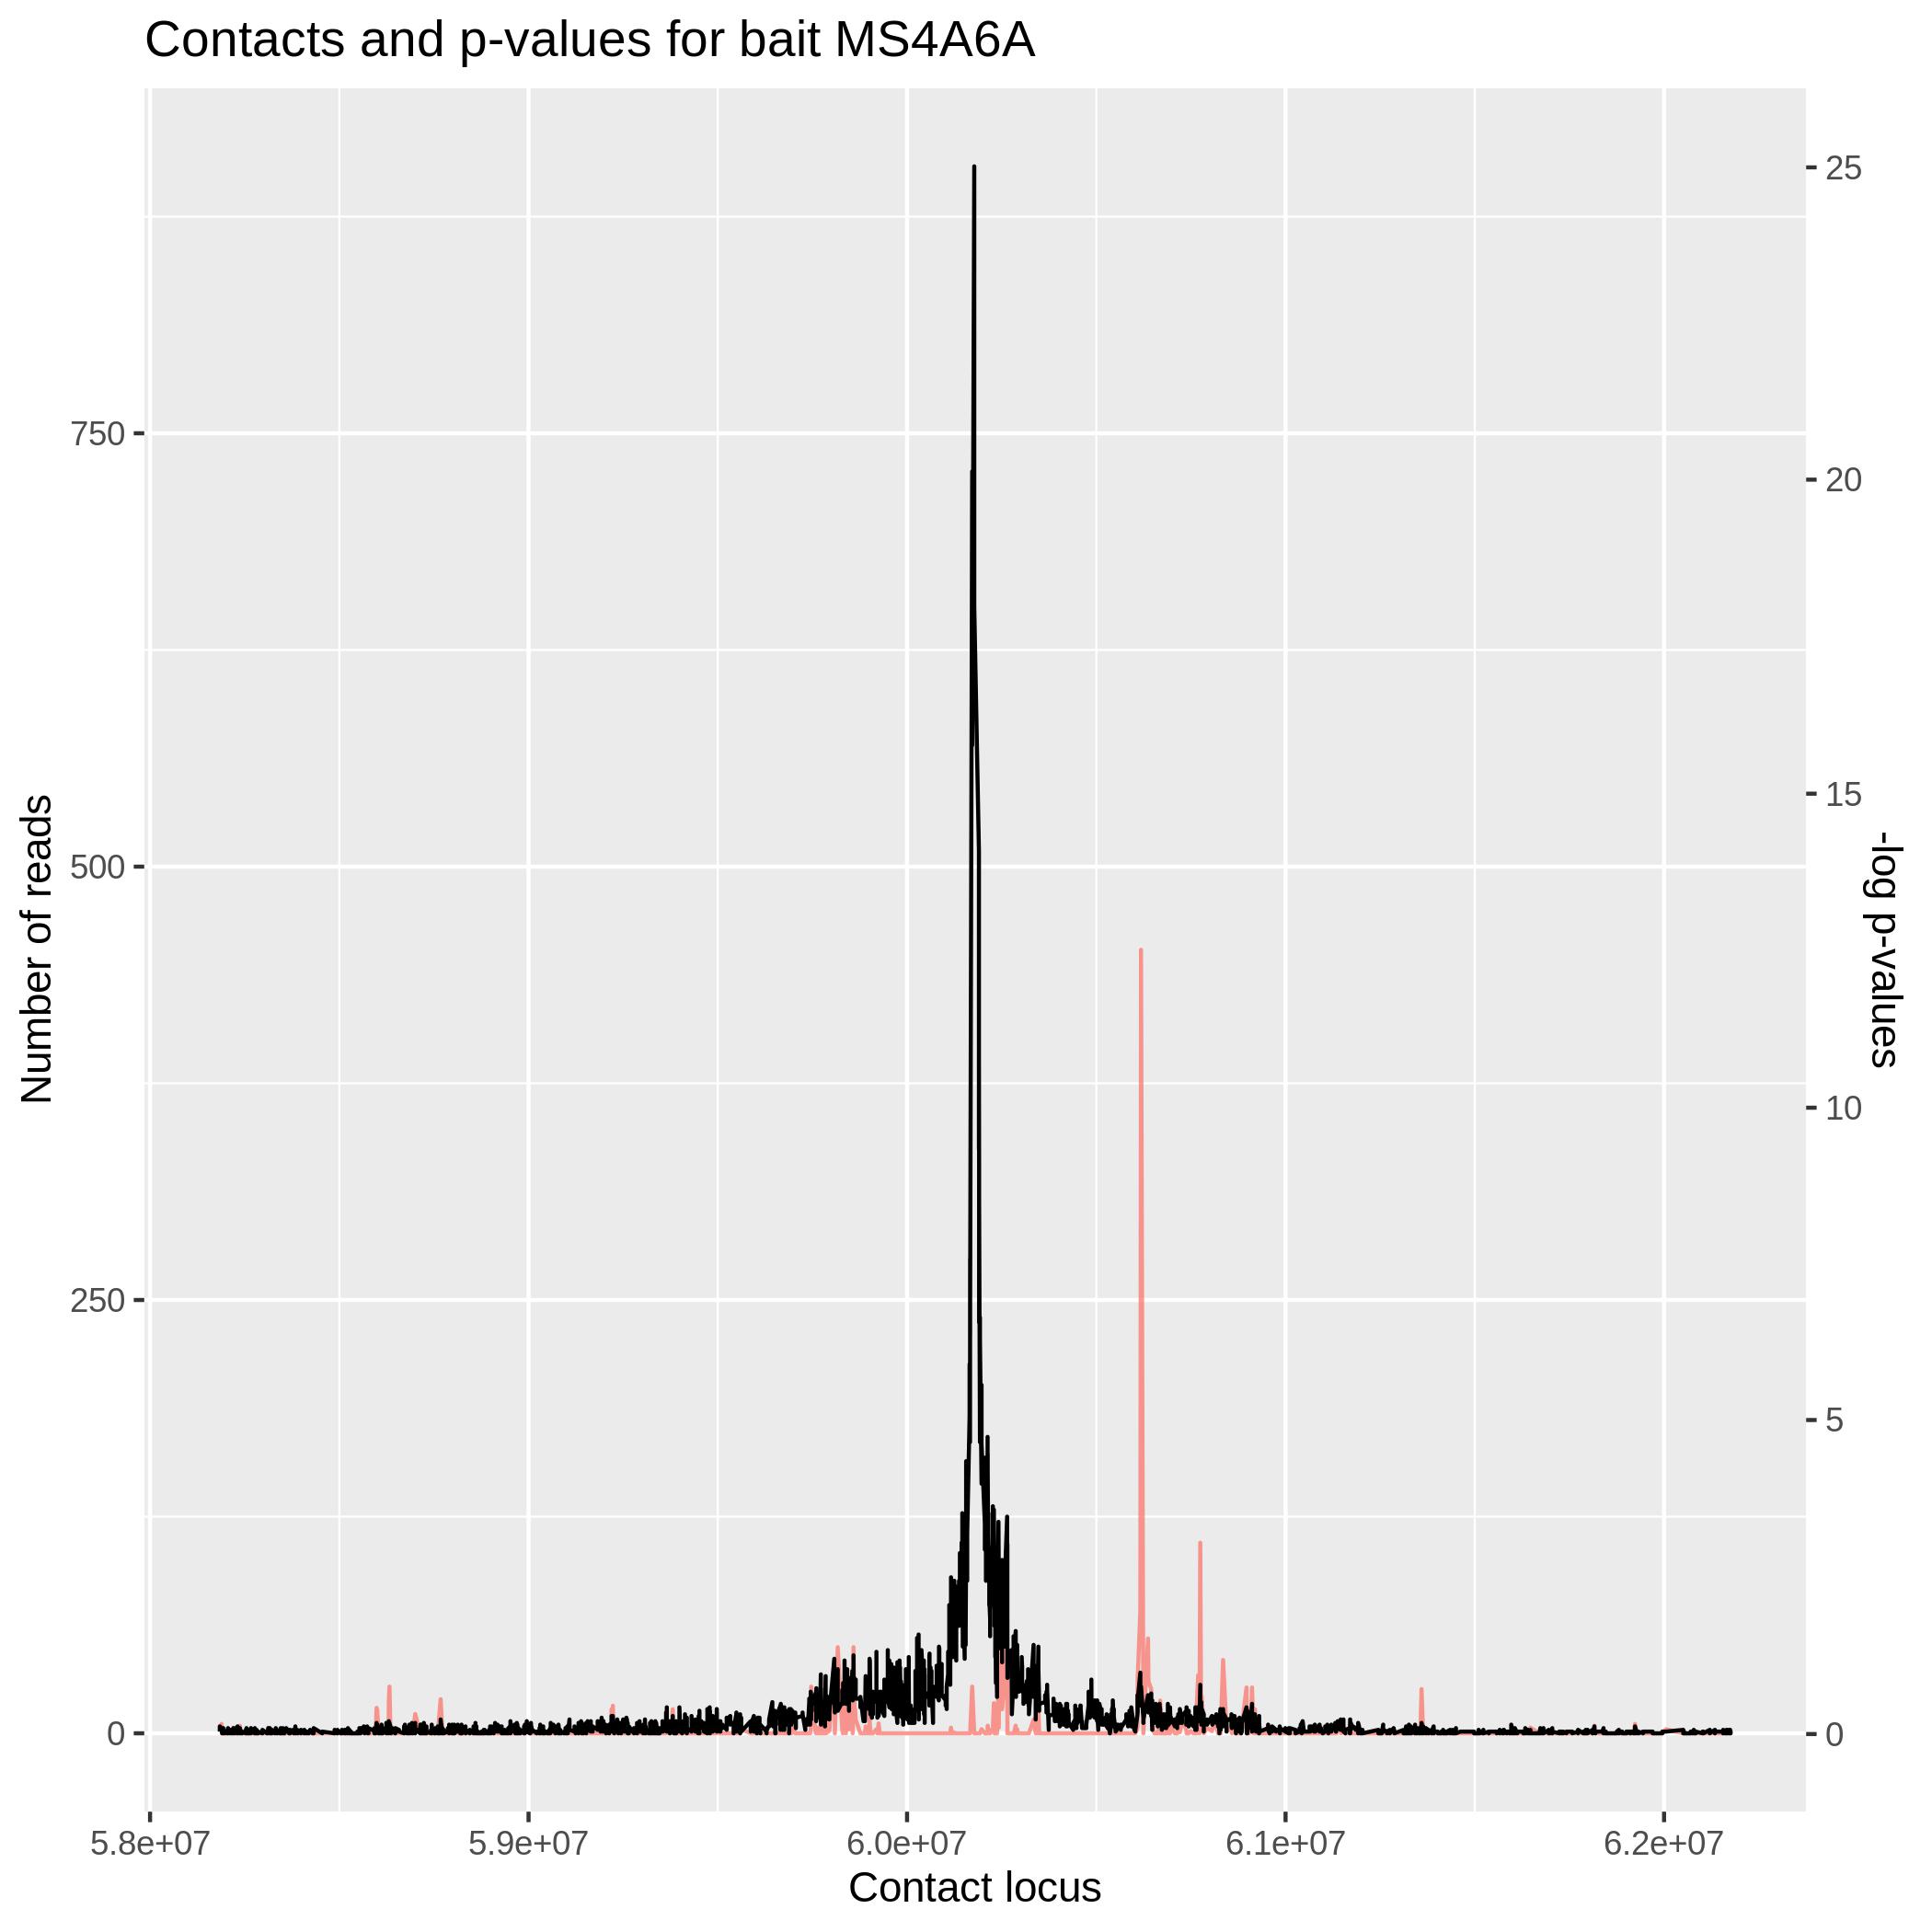 Contacts and p-values for bait MS4A6A
Number of reads
750
500
250
0
25
20
15
10
5
0
-log p-values
5.8e+07 5.9e+07 6.0e+07 6.1e+07 6.2e+07
Contact locus